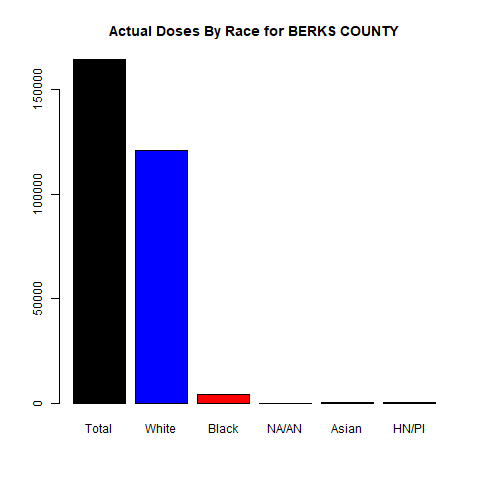 Actual Doses By Race for BERKS COUNTY
150000
100000
50000
0
Total White Black NA/AN Asian HN/PI